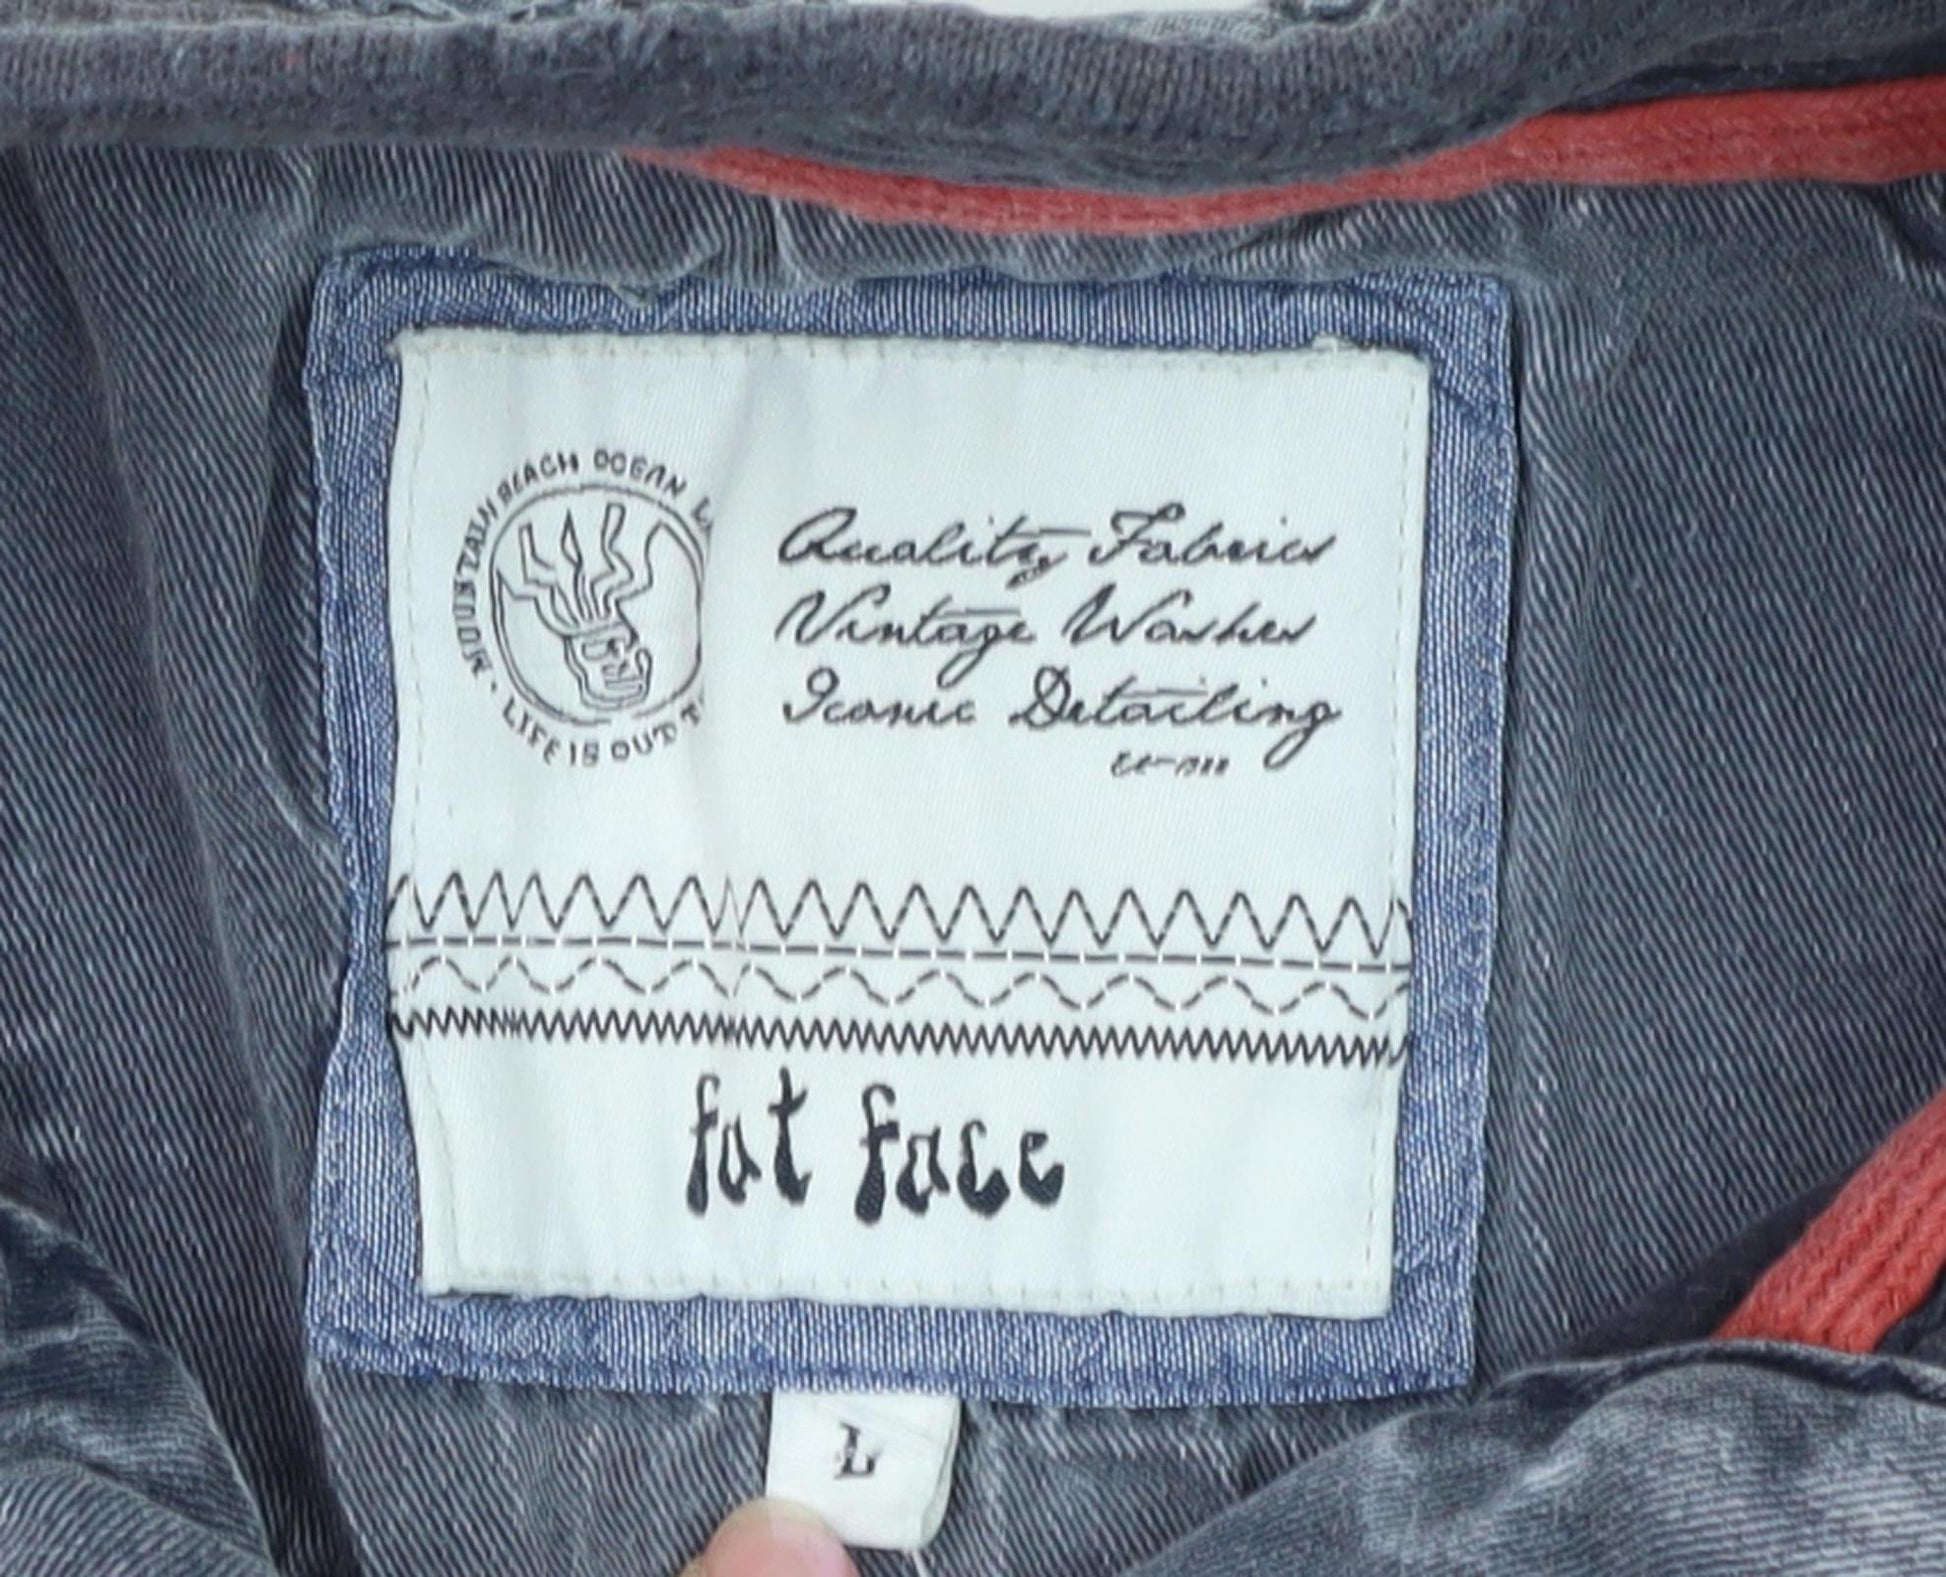 MOUNTAIN BEACH OCEAN
LIFE IS OUT
Quality Fabrics
Vintage Washes
Iconic Detailing
fat face
L